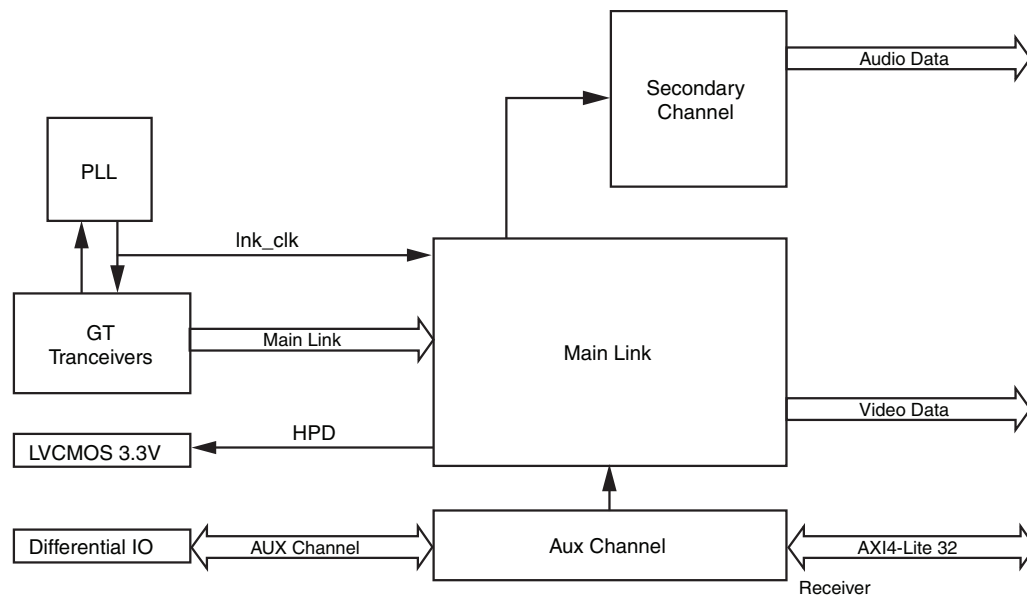 Audio Data
Secondary
Channel
PLL
lnk_clk
GT
Tranceivers
Main Link
Main Link
Video Data
HPD
LVCMOS 3.3V
Differential IO
AUX Channel
Aux Channel
AXI4-Lite 32
Receiver